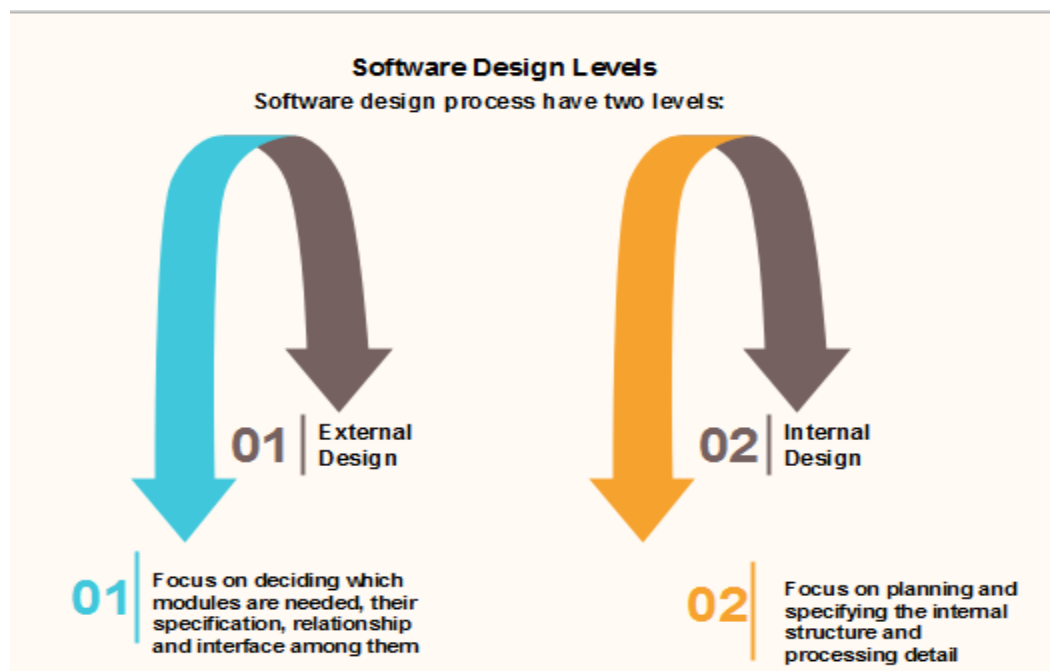 Software Design Levels
Software design process have two levels:
01
External
Design
02
Internal
Design
01
Focus on deciding which
modules are needed, their
specification, relationship
and interface among them
02
Focus on planning and
specifying the internal
structure and
processing detail